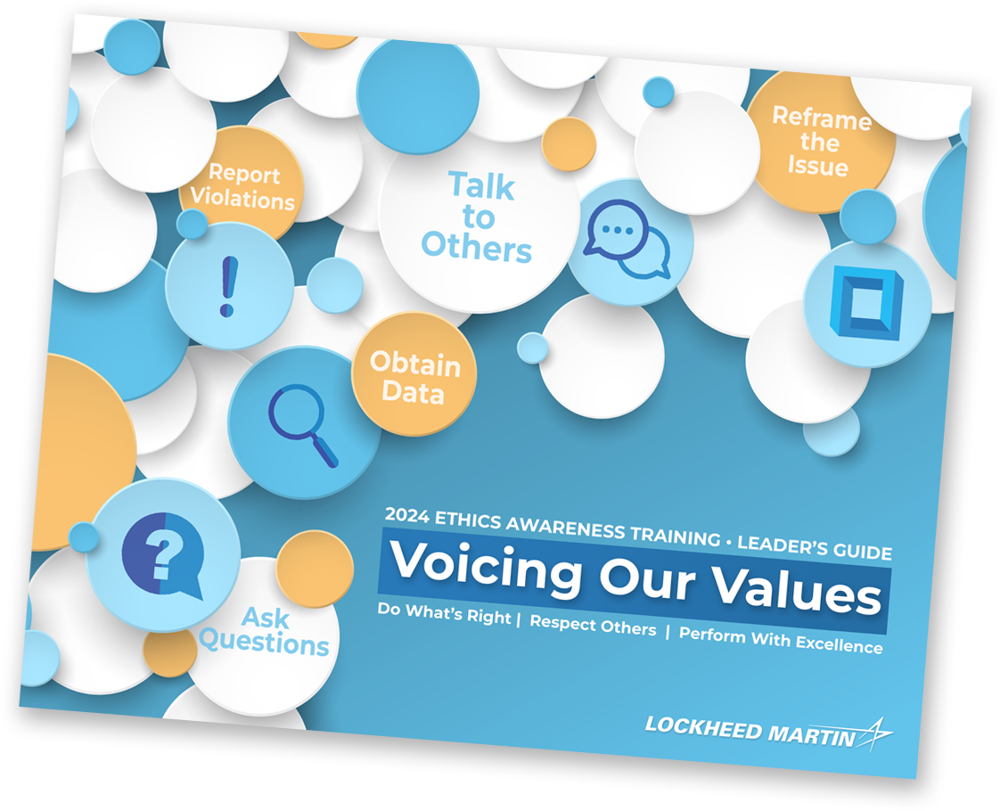 Report
Violations
Talk
to
Others
Reframe
the
Issue
!
Obtain
Data
?
Ask
Questions
2024 ETHICS AWARENESS TRAINING • LEADER'S GUIDE
Voicing Our Values
Do What's Right | Respect Others | Perform With Excellence
LOCKHEED MARTIN